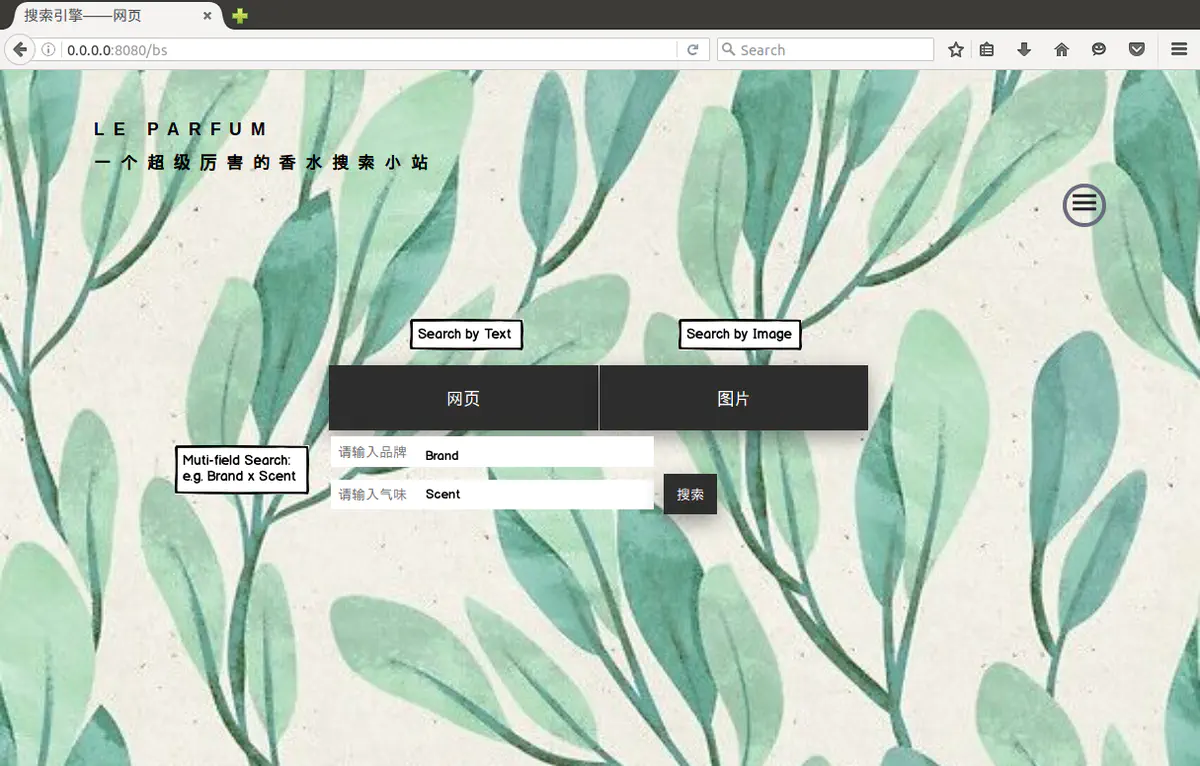 搜索引擎——网页
0.0.0.0:8080/bs
Search
LE PARFUM
一个超级厉害的香水搜索小站
Search by Text
Search by Image
网页
图片
Muti-field Search:
e.g. Brand x Scent
请输入品牌 Brand
请输入气味 Scent
搜索